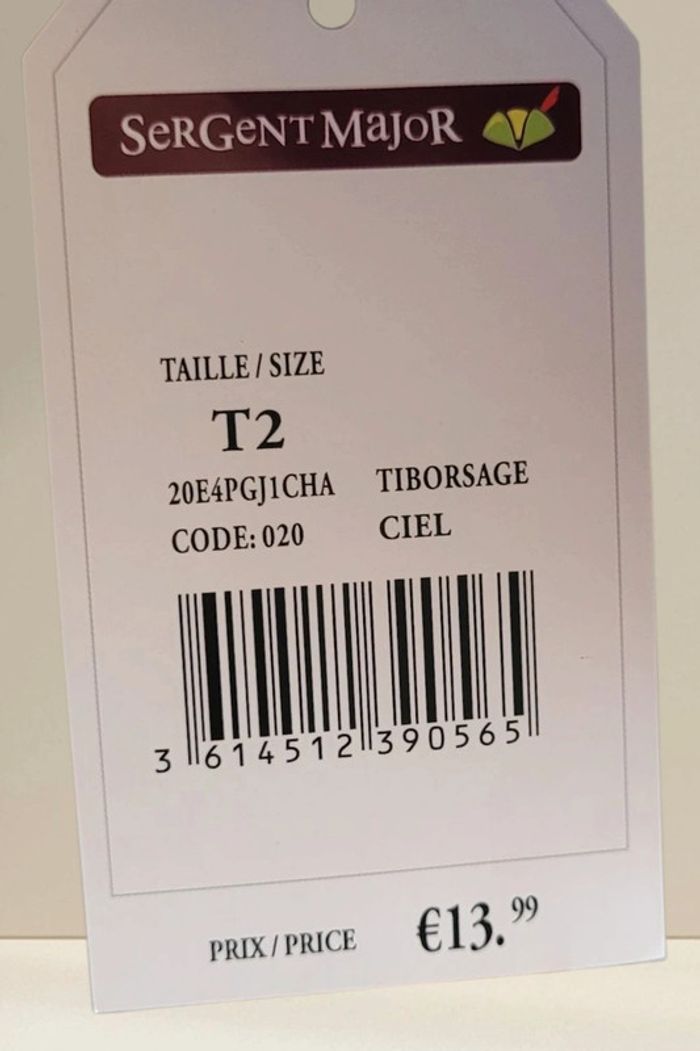 SeRGeNT MaJoR
TAILLE / SIZE
T2
20E4PGJ1CHA TIBORSAGE
CODE: 020 CIEL
3 614512 390565
PRIX / PRICE €13.99